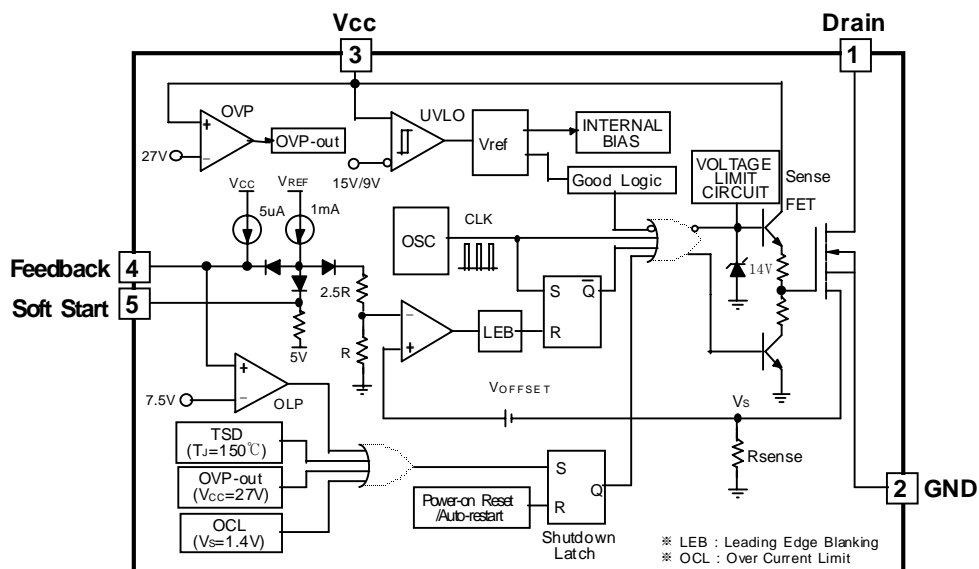 Vcc
Drain
3
1
OVP
UVLO
+
−
27V
OVP-out
15V/9V
Vref
INTERNAL
BIAS
Good Logic
VOLTAGE
LIMIT
CIRCUIT
Sense
FET
VCC
VREF
5uA
1mA
OSC
CLK
Feedback
4
Soft Start
5
2.5R
R
5V
−
+
LEB
S
Q
R
14V
VOFFSET
VS
Rsense
7.5V
+
−
OLP
TSD
(TJ=150℃)
OVP-out
(VCC=27V)
OCL
(VS=1.4V)
Power-on Reset
/Auto-restart
S
R
Q
Shutdown
Latch
2
GND
※ LEB : Leading Edge Blanking
※ OCL : Over Current Limit